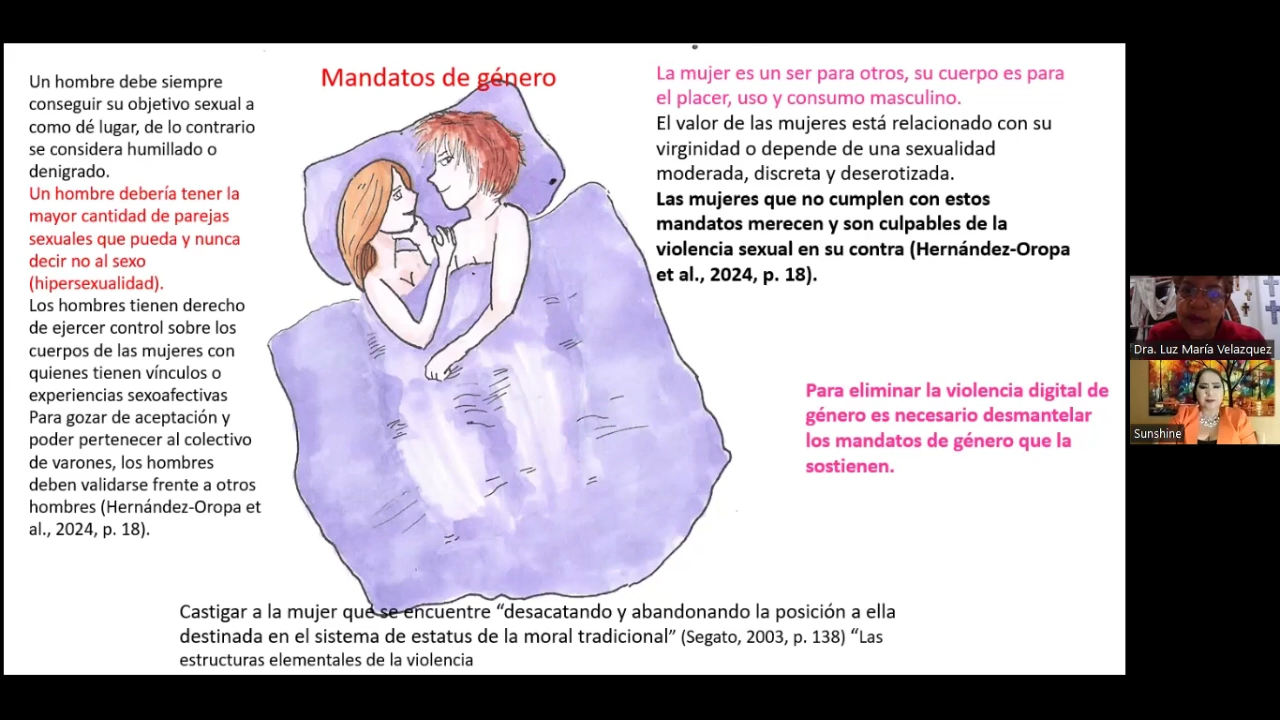 Mandatos de género
Un hombre debe siempre
conseguir su objetivo sexual a
como dé lugar, de lo contrario
se considera humillado o
denigrado.
Un hombre debería tener la
mayor cantidad de parejas
sexuales que pueda y nunca
decir no al sexo
(hipersexualidad).
Los hombres tienen derecho
de ejercer control sobre los
cuerpos de las mujeres con
quienes tienen vínculos o
experiencias sexoafectivas
Para gozar de aceptación y
poder pertenecer al colectivo
de varones, los hombres
deben validarse frente a otros
hombres (Hernández-Oropa et
al., 2024, p. 18).
La mujer es un ser para otros, su cuerpo es para
el placer, uso y consumo masculino.
El valor de las mujeres está relacionado con su
virginidad o depende de una sexualidad
moderada, discreta y deserotizada.
Las mujeres que no cumplen con estos
mandatos merecen y son culpables de la
violencia sexual en su contra (Hernández-Oropa
et al., 2024, p. 18).
Para eliminar la violencia digital de
género es necesario desmantelar
los mandatos de género que la
sostienen.
Castigar a la mujer que se encuentre “desacatando y abandonando la posición a ella
destinada en el sistema de estatus de la moral tradicional” (Segato, 2003, p. 138) “Las
estructuras elementales de la violencia
Dra. Luz María Velazquez
Sunshine